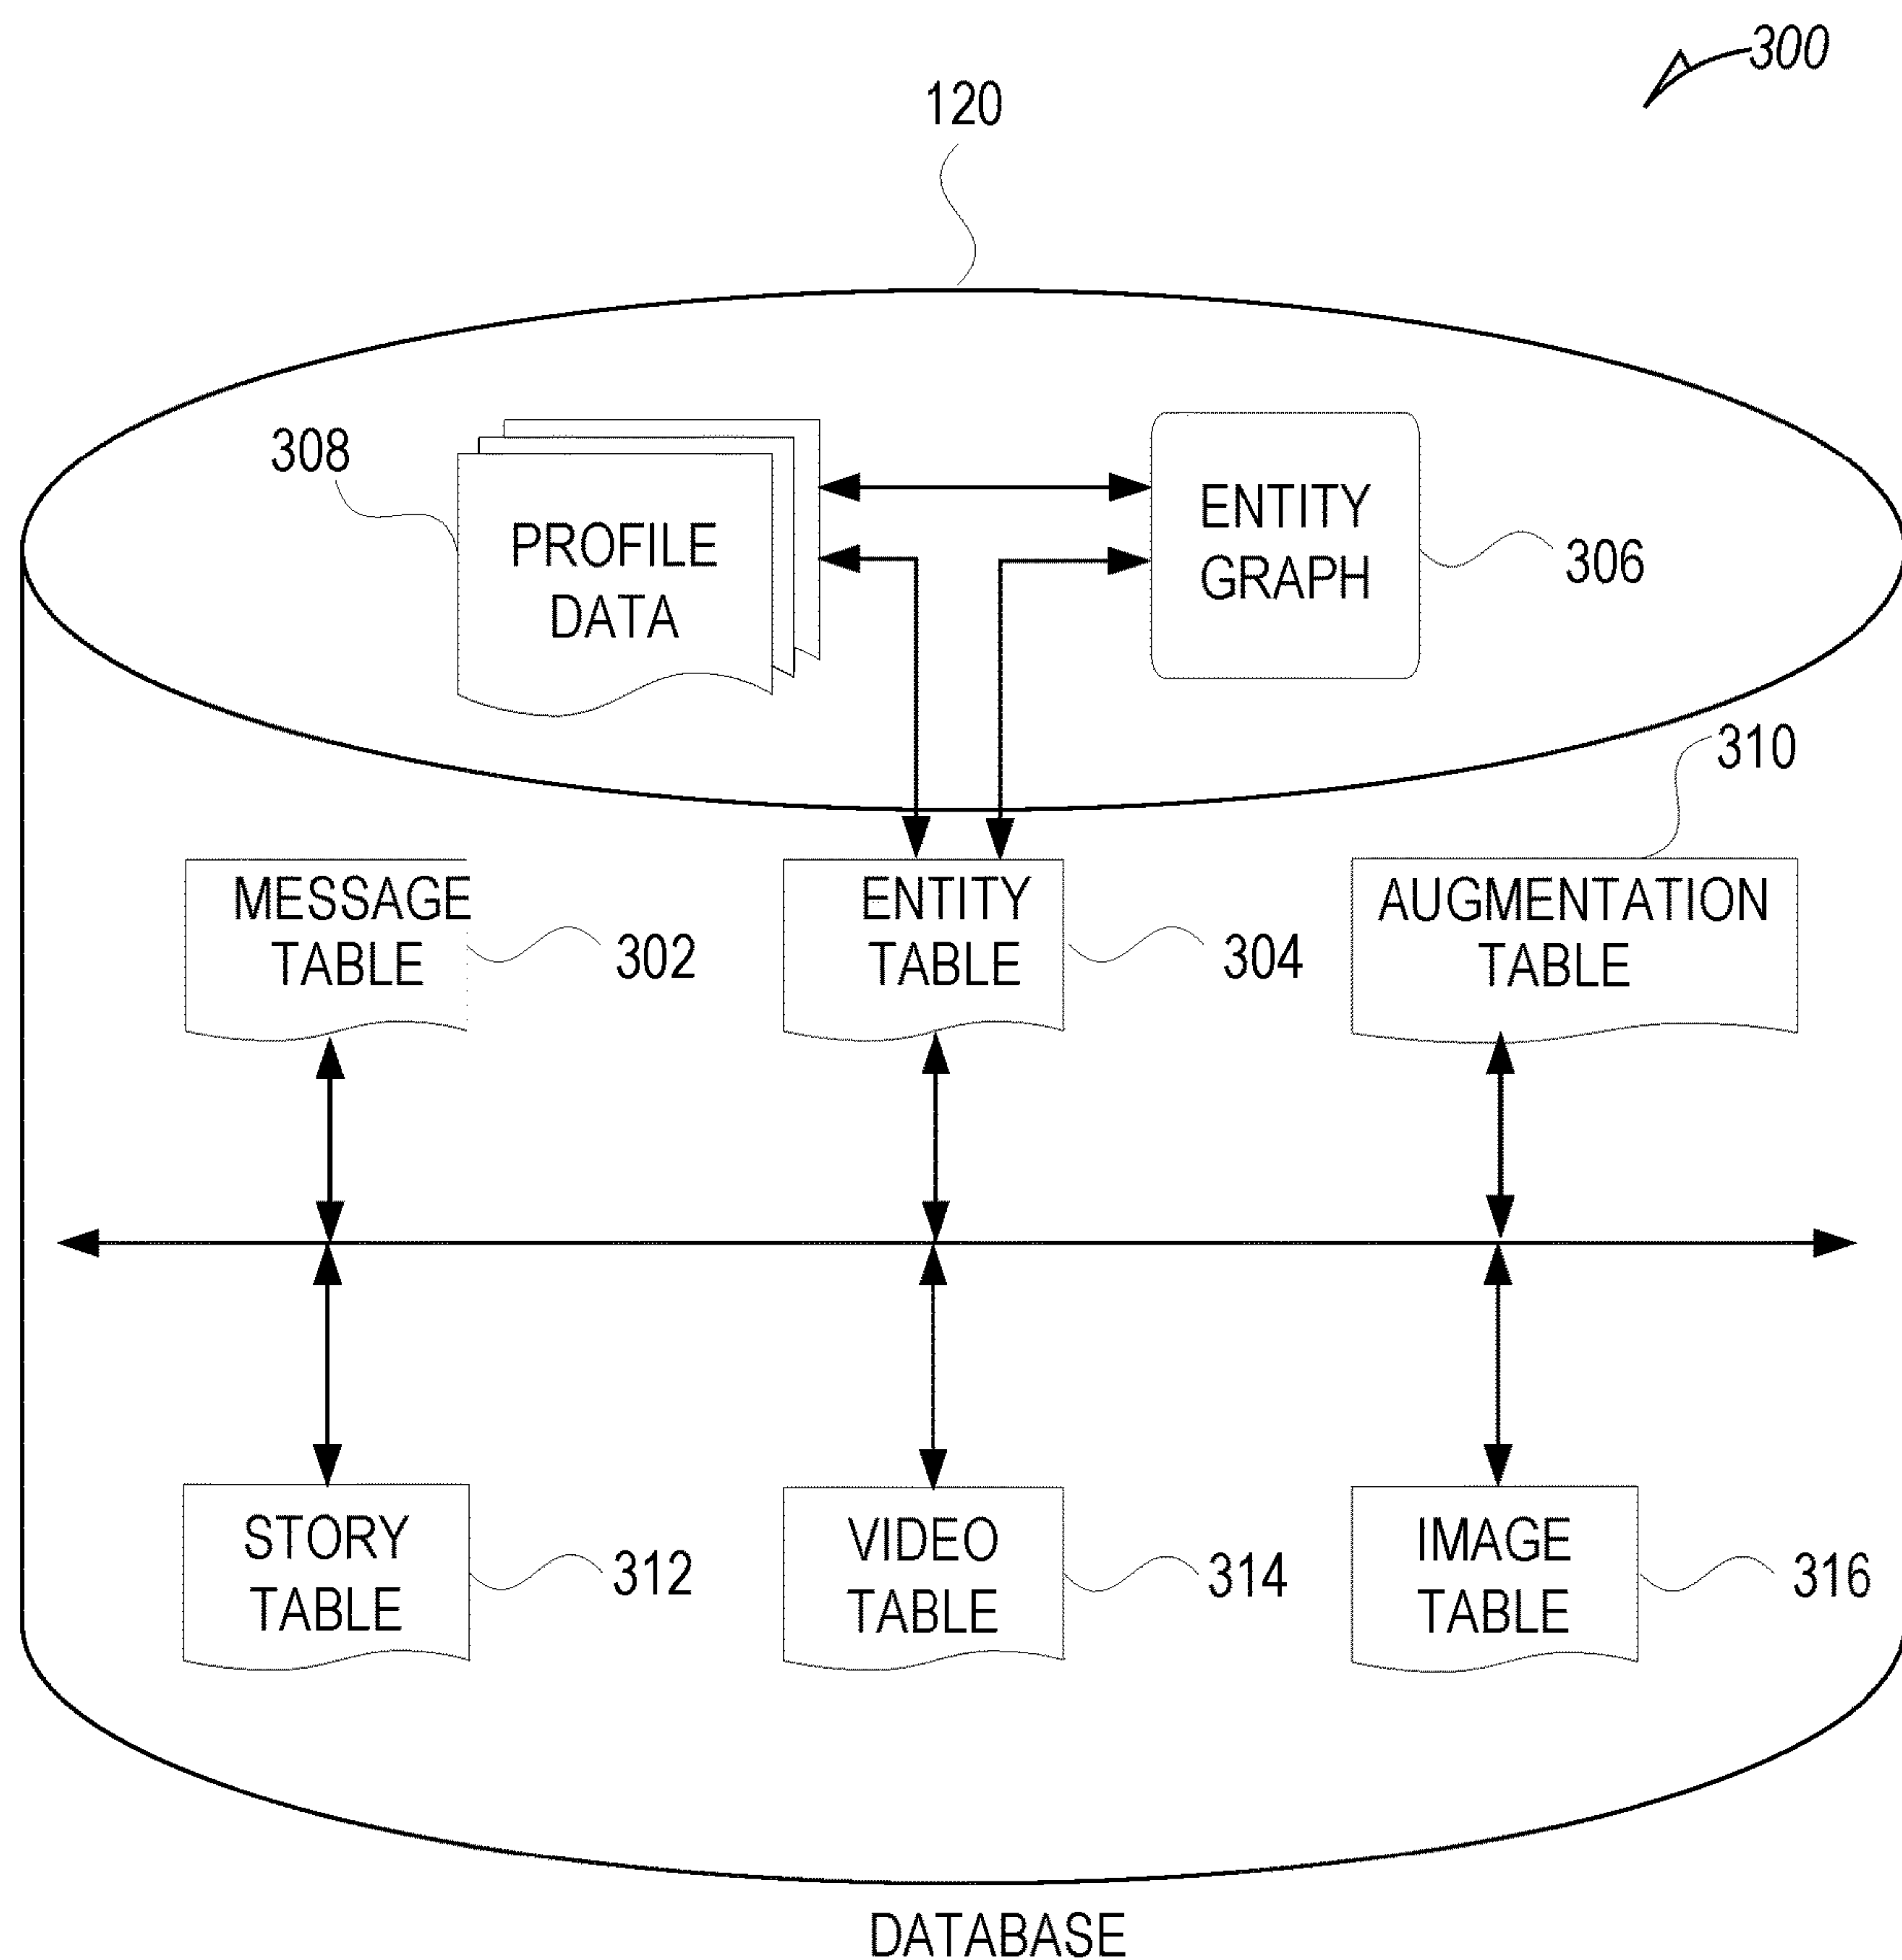 300
120
308
PROFILE
DATA
ENTITY
GRAPH
306
310
MESSAGE
TABLE
302
ENTITY
TABLE
304
AUGMENTATION
TABLE
STORY
TABLE
312
VIDEO
TABLE
314
IMAGE
TABLE
316
DATABASE